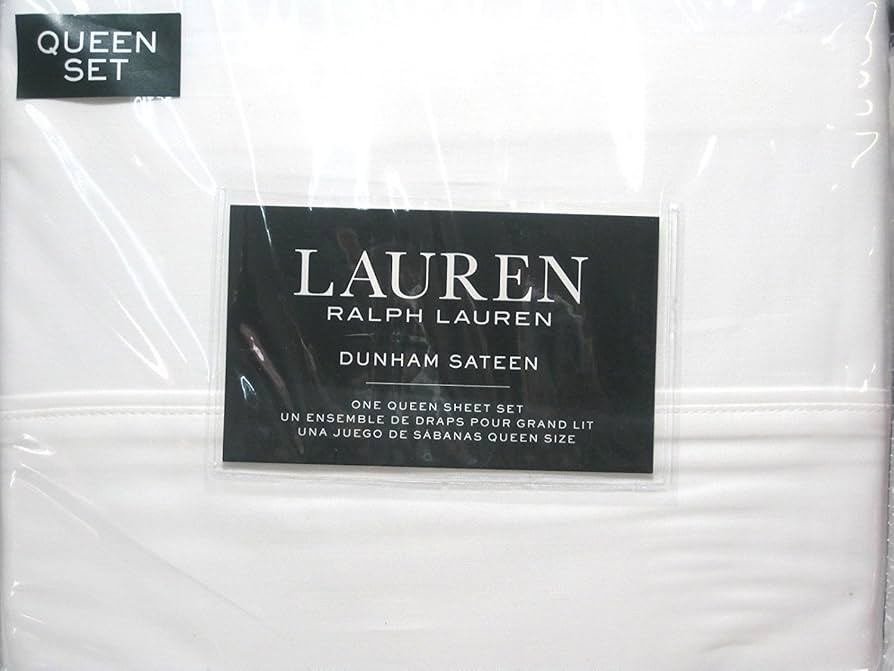 QUEEN
SET
LAUREN
RALPH LAUREN
DUNHAM SATEEN
ONE QUEEN SHEET SET
UN ENSEMBLE DE DRAPS POUR GRAND LIT
UNA JUEGO DE SÁBANAS QUEEN SIZE